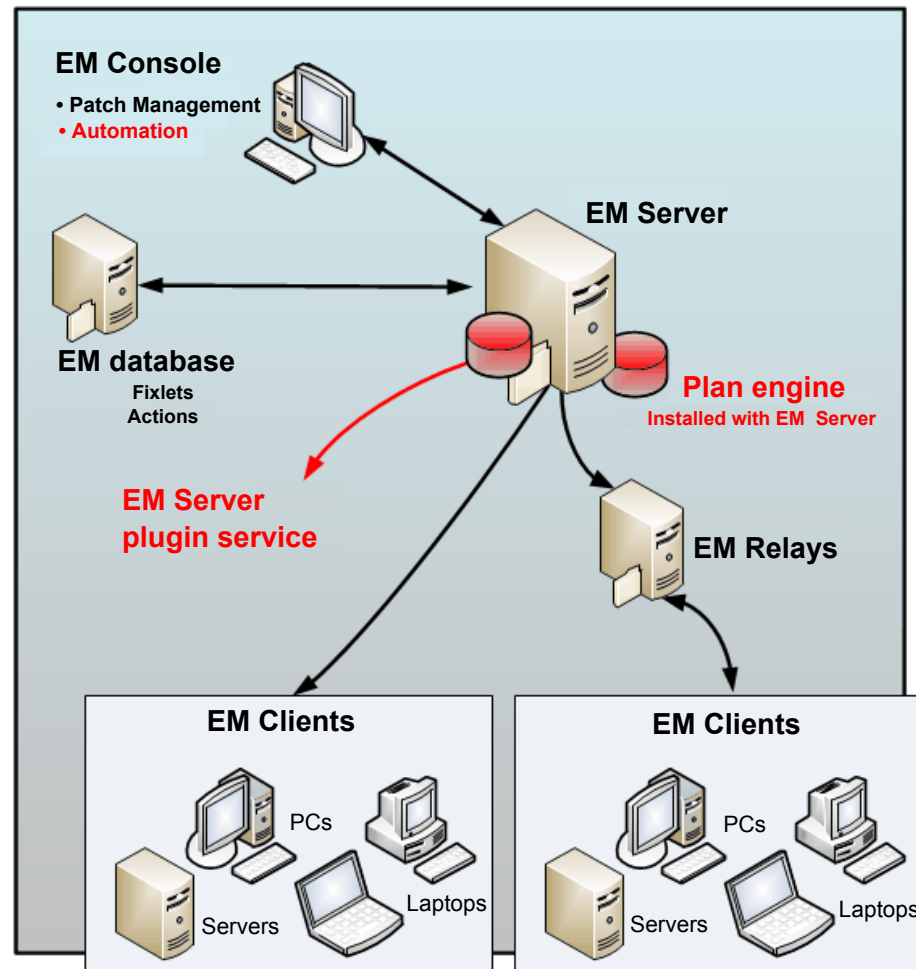 EM Console
• Patch Management
• Automation
EM Server
EM database
Fixlets
Actions
Plan engine
Installed with EM Server
EM Server
plugin service
EM Relays
EM Clients
PCs
Servers
Laptops
EM Clients
PCs
Servers
Laptops